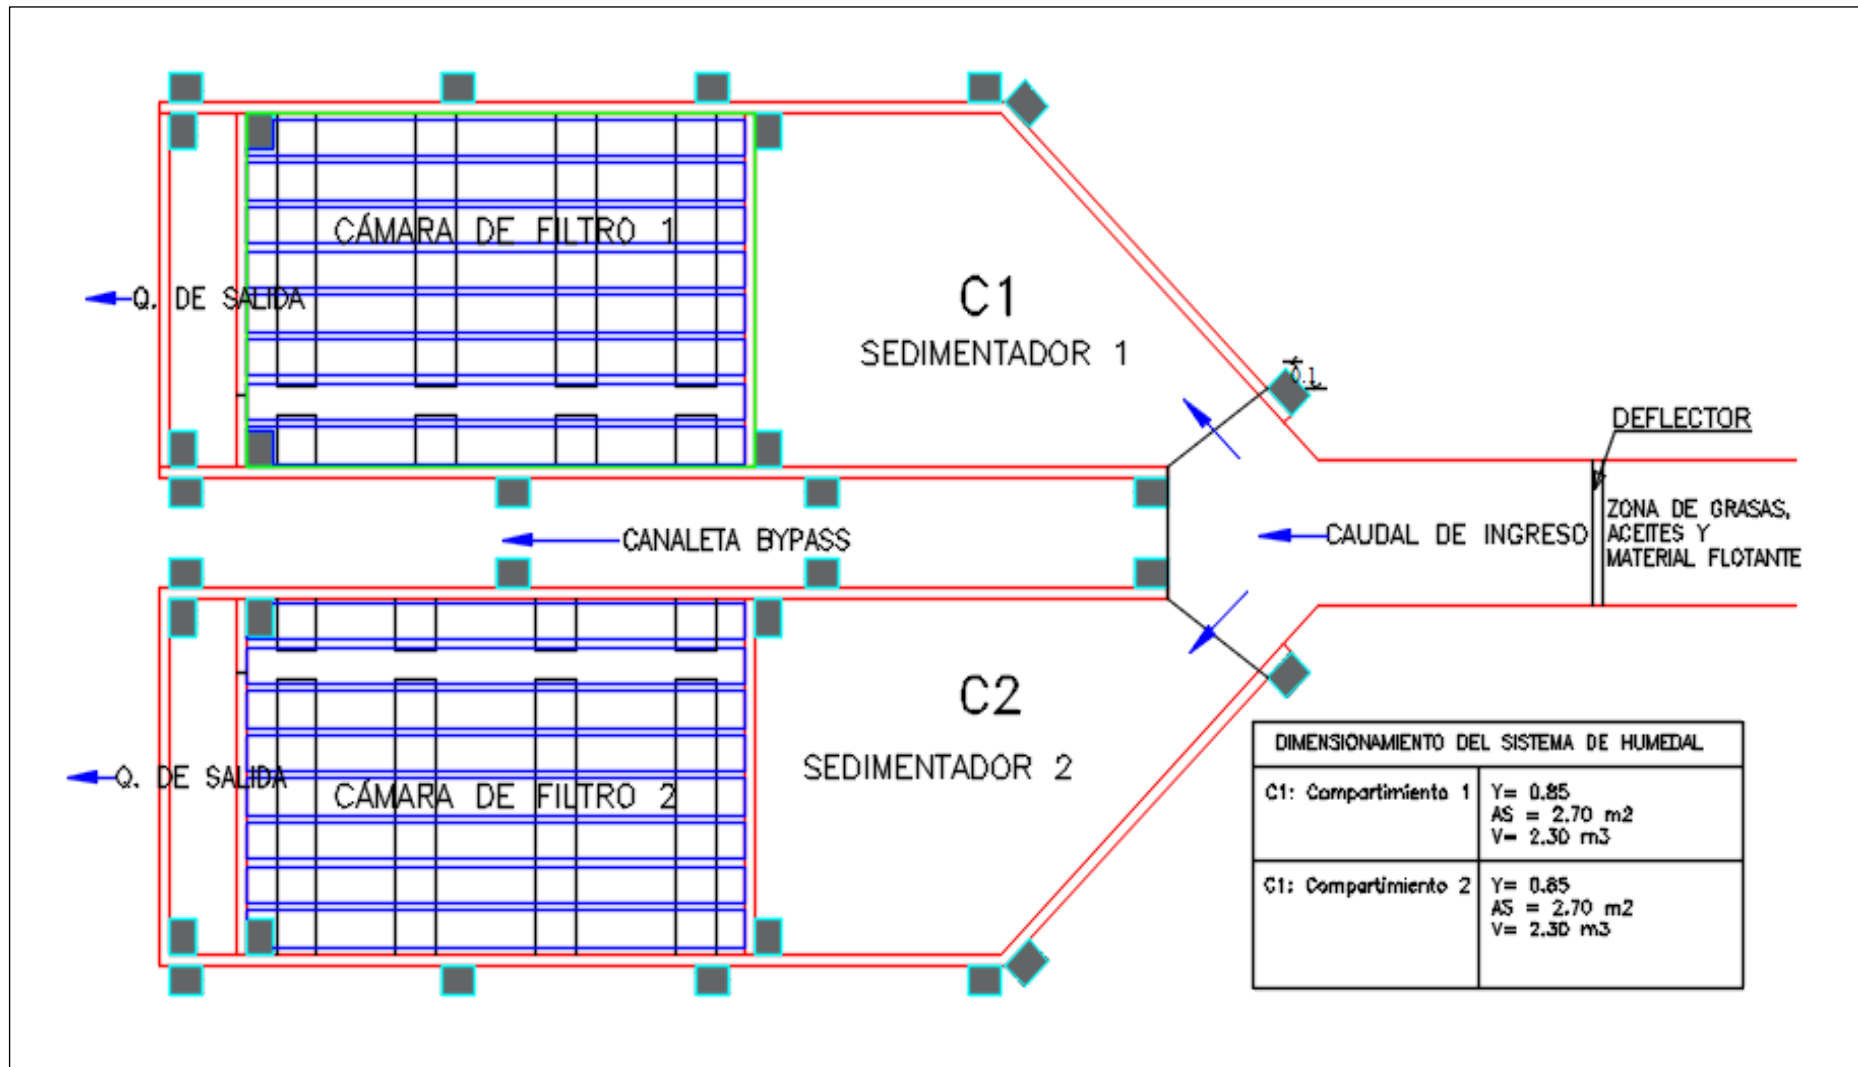 CÁMARA DE FILTRO 1
Q. DE SALIDA
C1
SEDIMENTADOR 1
0.1
DEFLECTOR
ZONA DE GRASAS,
ACEITES Y
MATERIAL FLOTANTE
CAUDAL DE INGRESO
CANALETA BYPASS
C2
SEDIMENTADOR 2
Q. DE SALIDA
CÁMARA DE FILTRO 2
DIMENSIONAMIENTO DEL SISTEMA DE HUMEDAL
C1: Compartimiento 1
Y= 0.85
AS = 2.70 m2
V= 2.30 m3
C1: Compartimiento 2
Y= 0.85
AS = 2.70 m2
V= 2.30 m3